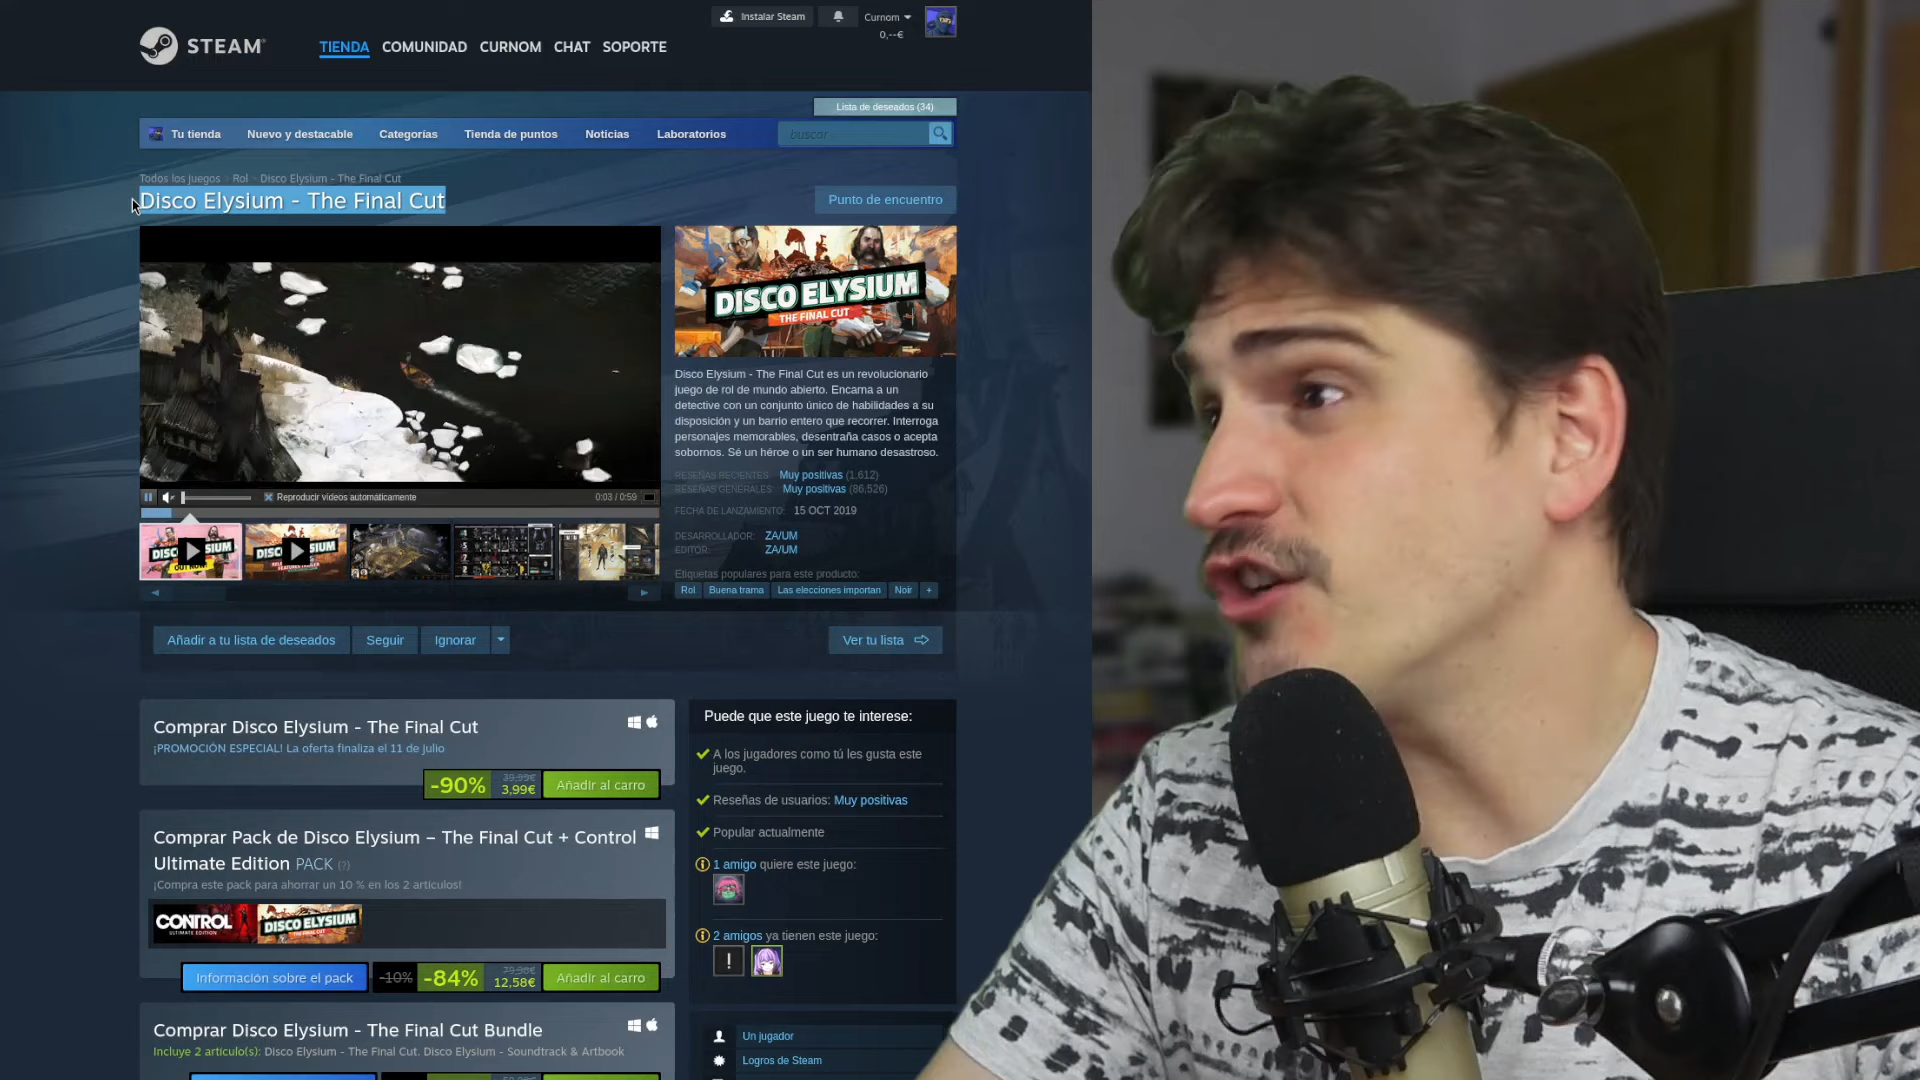 Instalar Steam
Curnom
0,--€
STEAM
TIENDA COMUNIDAD CURNOM CHAT SOPORTE
Lista de deseados (34)
Tu tienda Nuevo y destacable Categorías Tienda de puntos Noticias Laboratorios buscar
Todos los juegos > Rol > Disco Elysium - The Final Cut
Disco Elysium - The Final Cut
Punto de encuentro
DISCO ELYSIUM
THE FINAL CUT
Disco Elysium - The Final Cut es un revolucionario
juego de rol de mundo abierto. Encarna a un
detective con un conjunto único de habilidades a su
disposición y un barrio entero que recorrer. Interroga
personajes memorables, desentraña casos o acepta
sobornos. Sé un héroe o un ser humano desastroso.
RESEÑAS RECIENTES: Muy positivas (1,612)
RESEÑAS GENERALES: Muy positivas (86,526)
FECHA DE LANZAMIENTO: 15 OCT 2019
DESARROLLADOR: ZA/UM
EDITOR: ZA/UM
Etiquetas populares para este producto:
Rol Buena trama Las elecciones importan Noir +
Reproducir vídeos automáticamente
0:03 / 0:59
Añadir a tu lista de deseados Seguir Ignorar
Ver tu lista
Comprar Disco Elysium - The Final Cut
¡PROMOCIÓN ESPECIAL! La oferta finaliza el 11 de julio
-90% 39,99€ 3,99€ Añadir al carro
Comprar Pack de Disco Elysium – The Final Cut + Control
Ultimate Edition PACK (?)
¡Compra este pack para ahorrar un 10 % en los 2 artículos!
CONTROL
DISCO ELYSIUM
Información sobre el pack -10% -84% 79,98€ 12,58€ Añadir al carro
Comprar Disco Elysium - The Final Cut Bundle
Incluye 2 artículo(s): Disco Elysium - The Final Cut, Disco Elysium - Soundtrack & Artbook
Puede que este juego te interese:
A los jugadores como tú les gusta este
juego.
Reseñas de usuarios: Muy positivas
Popular actualmente
1 amigo quiere este juego:
2 amigos ya tienen este juego:
Un jugador
Logros de Steam